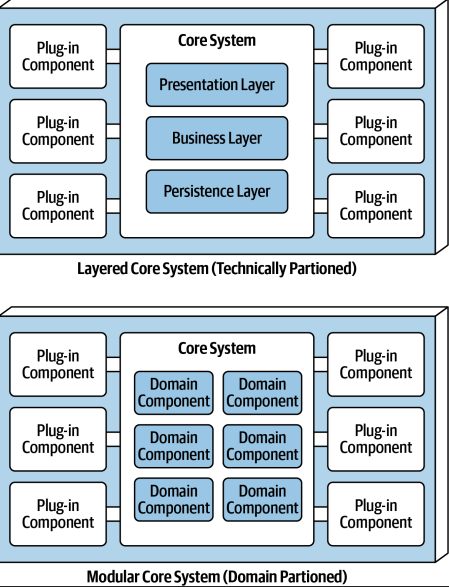 Plug-in
Component
Core System
Plug-in
Component
Presentation Layer
Plug-in
Component
Business Layer
Plug-in
Component
Plug-in
Component
Persistence Layer
Plug-in
Component
Layered Core System (Technically Partioned)
Plug-in
Component
Core System
Plug-in
Component
Domain
Component
Domain
Component
Plug-in
Component
Domain
Component
Domain
Component
Plug-in
Component
Plug-in
Component
Domain
Component
Domain
Component
Plug-in
Component
Modular Core System (Domain Partioned)